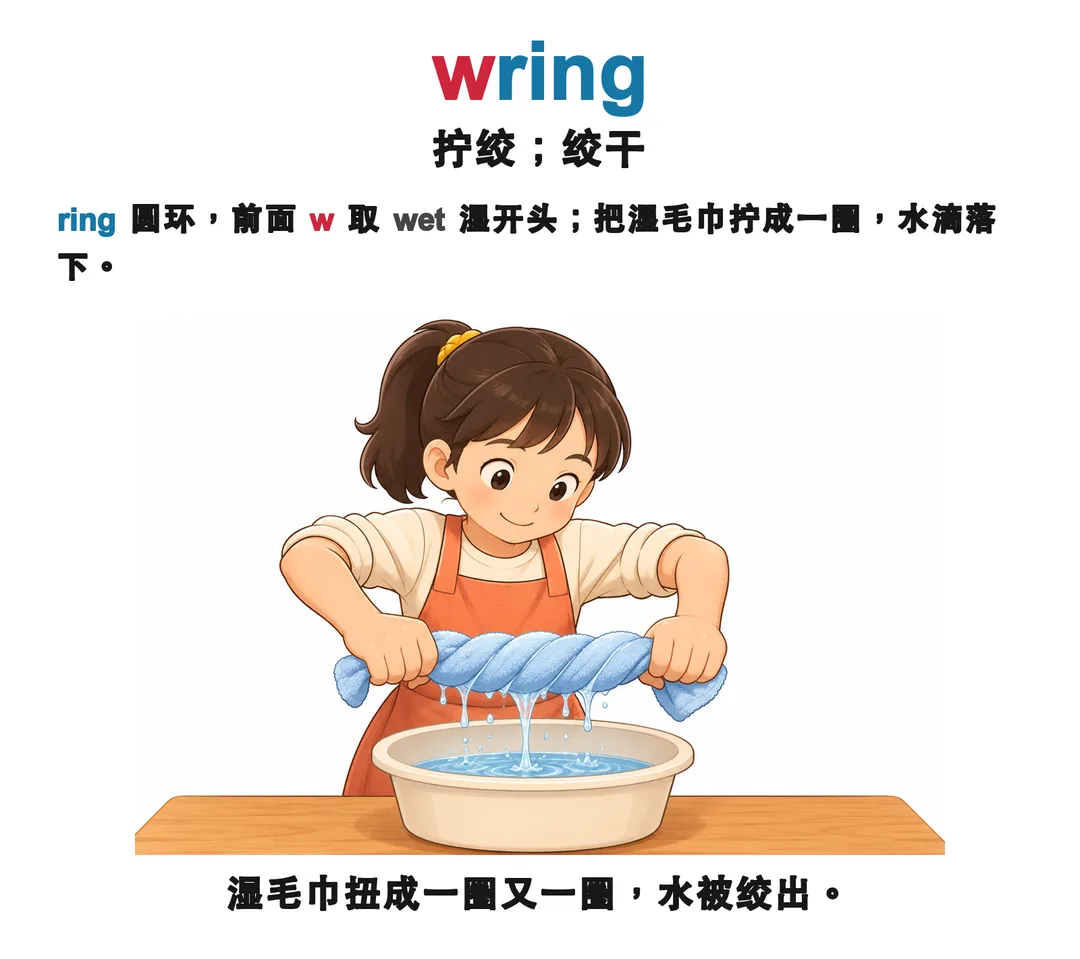 wring
拧绞；绞干
ring 圆环，前面 w 取 wet 湿开头；把湿毛巾拧成一圈，水滴落
下。
湿毛巾扭成一圈又一圈，水被绞出。